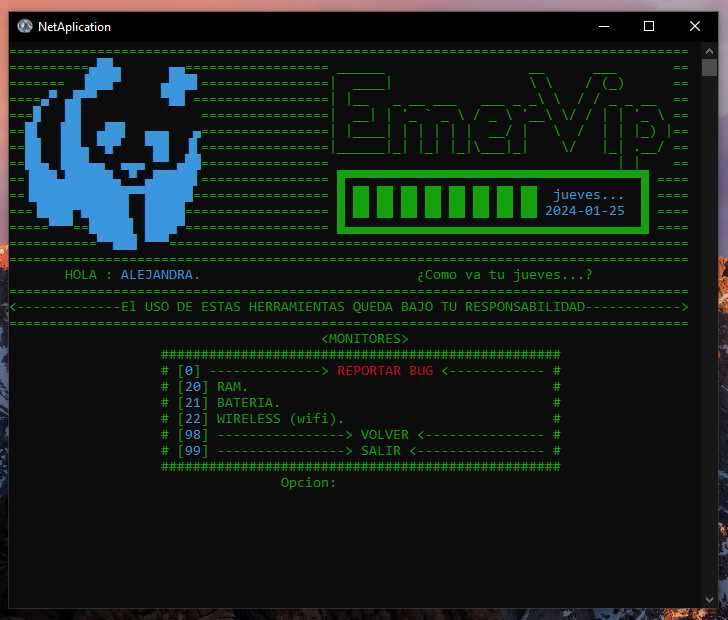 NetAplication
EmerVip
jueves...
2024-01-25
HOLA : ALEJANDRA. ¿Como va tu jueves...?
<-------------El USO DE ESTAS HERRAMIENTAS QUEDA BAJO TU RESPONSABILIDAD------------>
<MONITORES>
##################################################
# [0] --------------> REPORTAR BUG <------------ #
# [20] RAM. #
# [21] BATERIA. #
# [22] WIRELESS (wifi). #
# [98] ----------------> VOLVER <--------------- #
# [99] ----------------> SALIR <---------------- #
##################################################
Opcion: